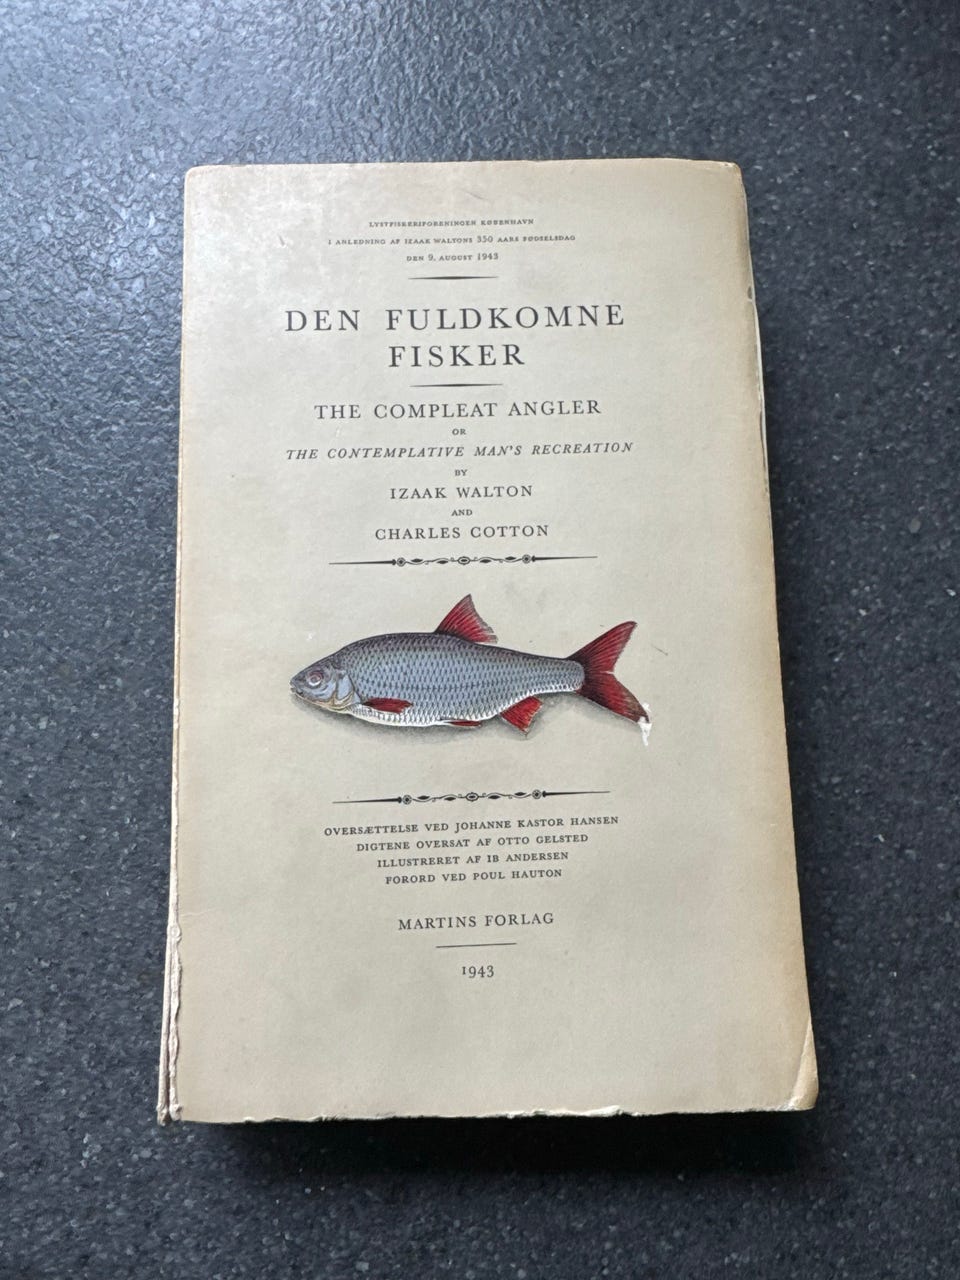 LYSTFISKERIFORENINGEN KØBENHAVN
I ANLEDNING AF IZAAK WALTONS 350 AARS FØDSELSDAG
DEN 9. AUGUST 1943
DEN FULDKOMNE
FISKER
THE COMPLEAT ANGLER
OR
THE CONTEMPLATIVE MAN'S RECREATION
BY
IZAAK WALTON
AND
CHARLES COTTON
OVERSÆTTELSE VED JOHANNE KASTOR HANSEN
DIGTENE OVERSAT AF OTTO GELSTED
ILLUSTRERET AF IB ANDERSEN
FORORD VED POUL HAUTON
MARTINS FORLAG
1943